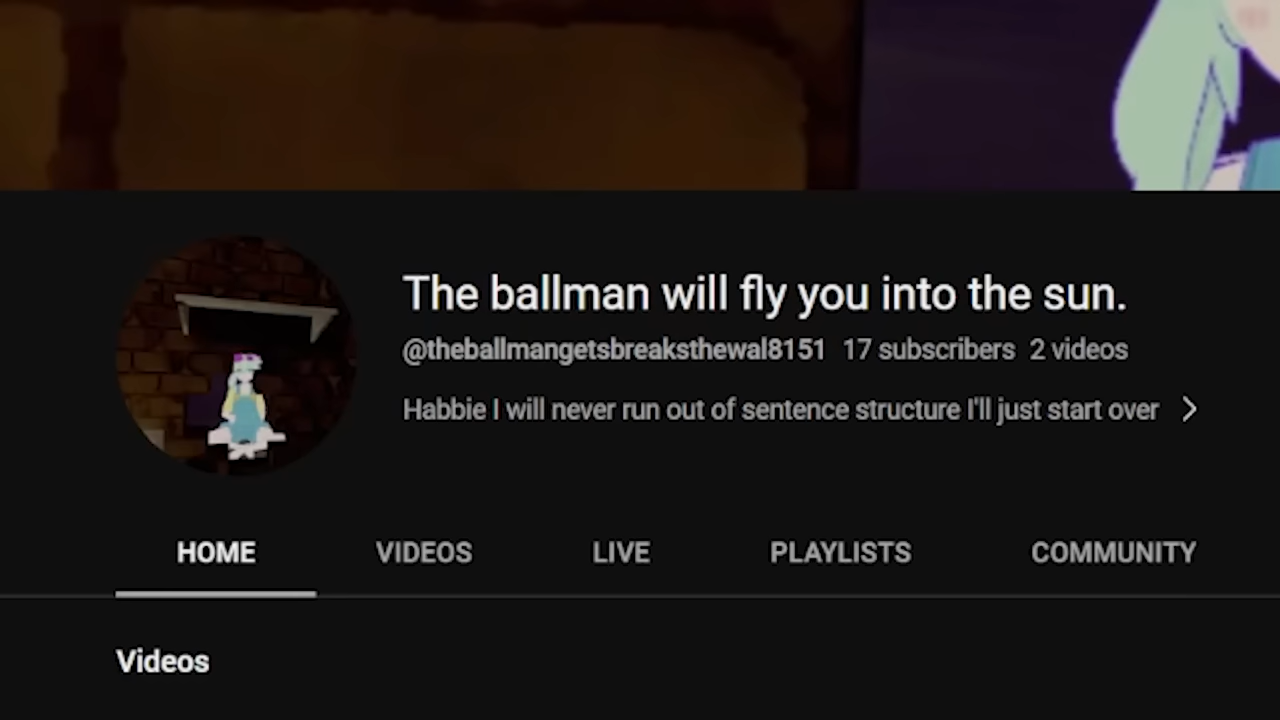 The ballman will fly you into the sun.
@theballmangetsbreaksthewal8151 17 subscribers 2 videos
Habbie I will never run out of sentence structure I'll just start over
HOME VIDEOS LIVE PLAYLISTS COMMUNITY
Videos